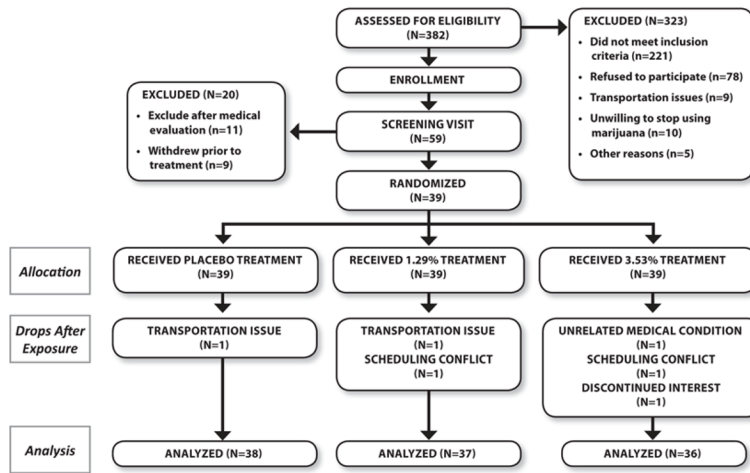 ASSESSED FOR ELIGIBILITY
(N=382)
EXCLUDED (N=323)
• Did not meet inclusion
criteria (n=221)
• Refused to participate (n=78)
• Transportation issues (n=9)
• Unwilling to stop using
marijuana (n=10)
• Other reasons (n=5)
ENROLLMENT
EXCLUDED (N=20)
• Exclude after medical
evaluation (n=11)
• Withdrew prior to
treatment (n=9)
SCREENING VISIT
(N=59)
RANDOMIZED
(N=39)
Allocation
RECEIVED PLACEBO TREATMENT
(N=39)
RECEIVED 1.29% TREATMENT
(N=39)
RECEIVED 3.53% TREATMENT
(N=39)
Drops After
Exposure
TRANSPORTATION ISSUE
(N=1)
TRANSPORTATION ISSUE
(N=1)
SCHEDULING CONFLICT
(N=1)
UNRELATED MEDICAL CONDITION
(N=1)
SCHEDULING CONFLICT
(N=1)
DISCONTINUED INTEREST
(N=1)
Analysis
ANALYZED (N=38)
ANALYZED (N=37)
ANALYZED (N=36)